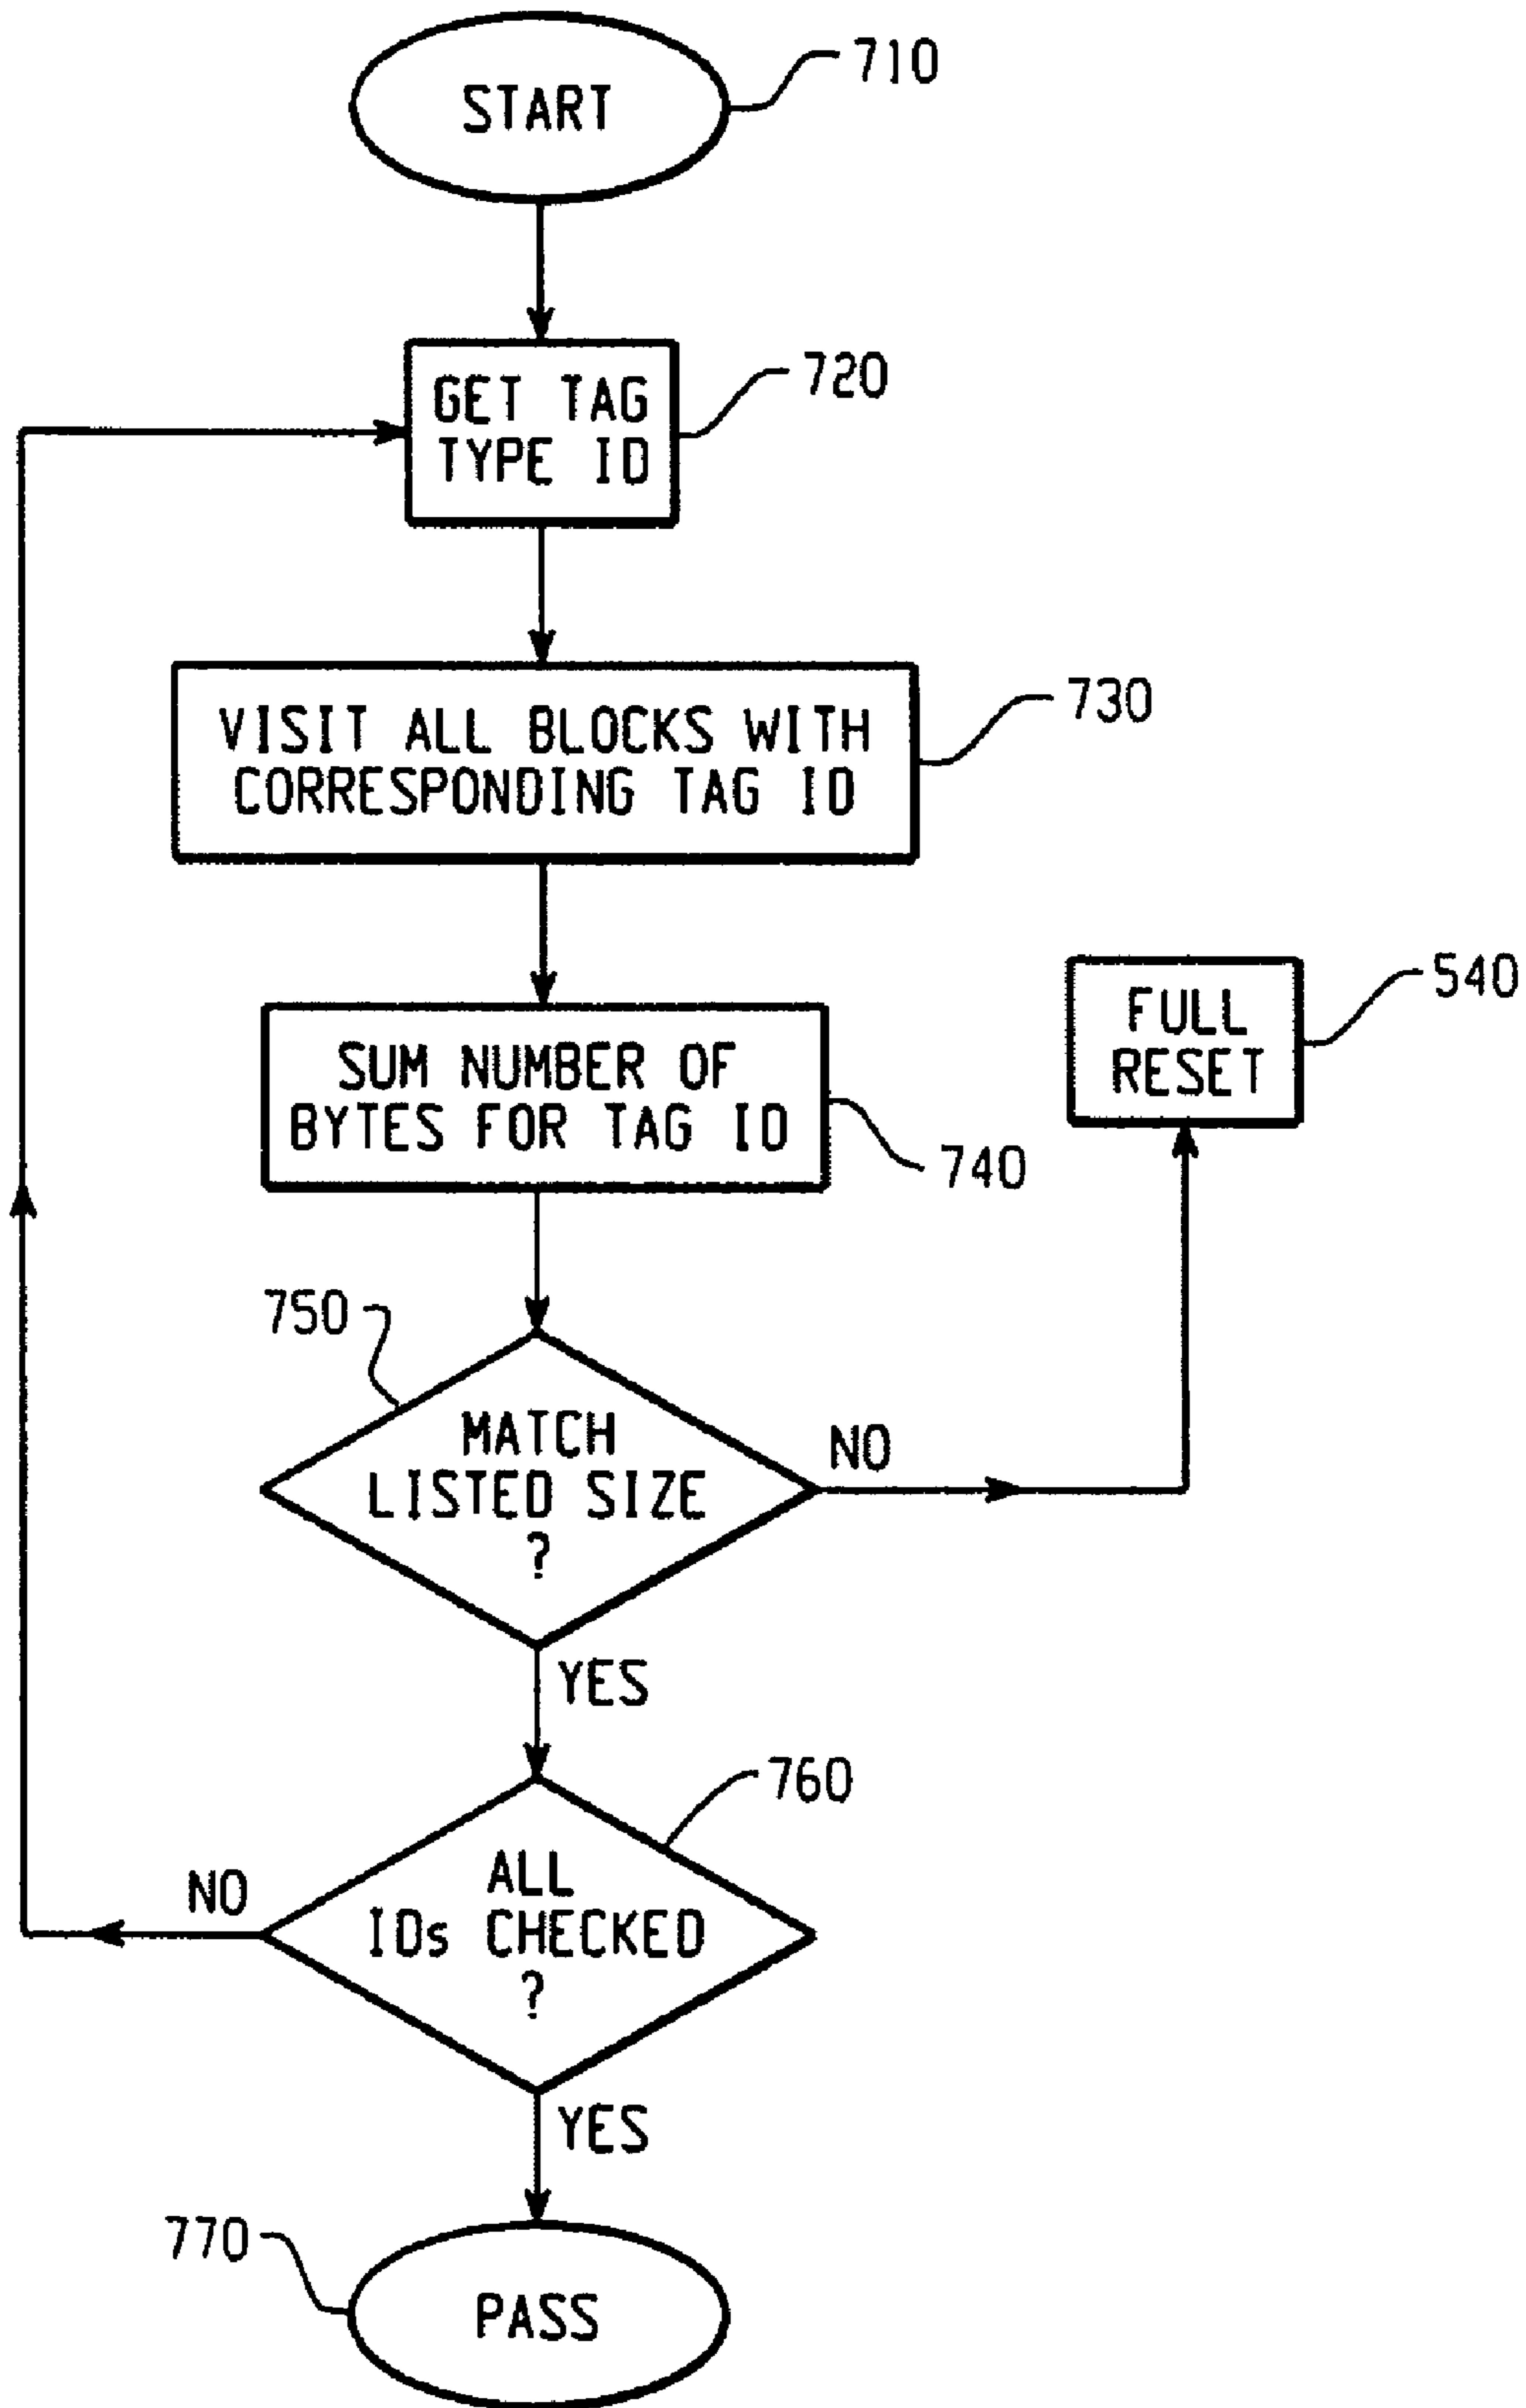 START
710
GET TAG
TYPE ID
720
VISIT ALL BLOCKS WITH
CORRESPONDING TAG ID
730
SUM NUMBER OF
BYTES FOR TAG ID
740
FULL
RESET
540
750
MATCH
LISTED SIZE
?
NO
YES
760
ALL
IDs CHECKED
?
NO
YES
770
PASS